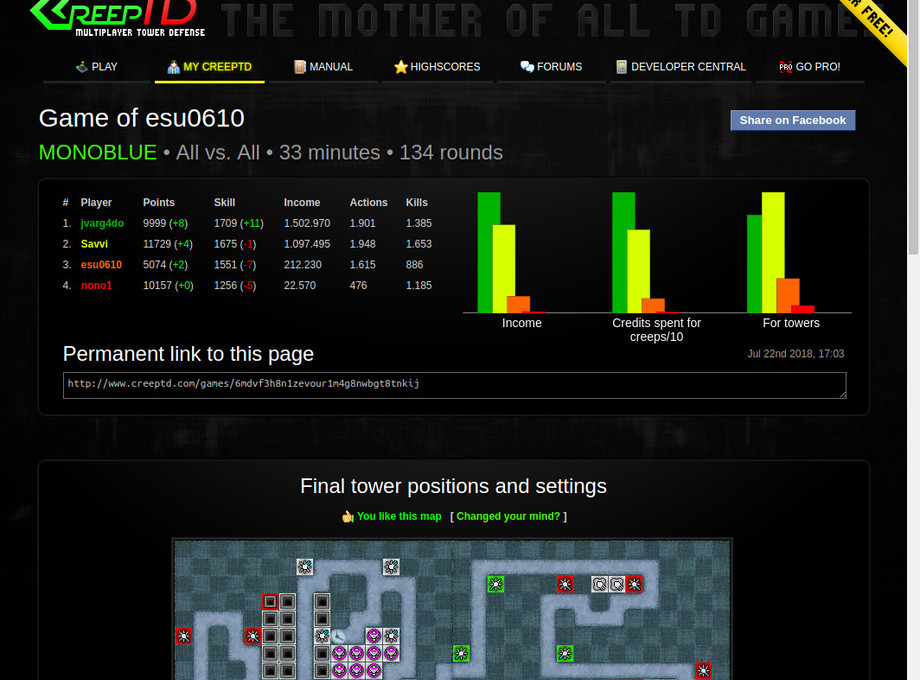 CREEPTD
MULTIPLAYER TOWER DEFENSE
THE MOTHER OF ALL TD GAMES
R FREE!
PLAY
MY CREEPTD
MANUAL
HIGHSCORES
FORUMS
DEVELOPER CENTRAL
PRO GO PRO!
Game of esu0610
Share on Facebook
MONOBLUE • All vs. All • 33 minutes • 134 rounds
# Player Points Skill Income Actions Kills
1. jvarg4do 9999 (+8) 1709 (+11) 1.502.970 1.901 1.385
2. Savvi 11729 (+4) 1675 (-1) 1.097.495 1.948 1.653
3. esu0610 5074 (+2) 1551 (-7) 212.230 1.615 886
4. nono1 10157 (+0) 1256 (-5) 22.570 476 1.185
Income
Credits spent for
creeps/10
For towers
Permanent link to this page
Jul 22nd 2018, 17:03
http://www.creeptd.com/games/6mdvf3h8n1zevour1m4g8nwbgt8tnkij
Final tower positions and settings
You like this map [ Changed your mind? ]